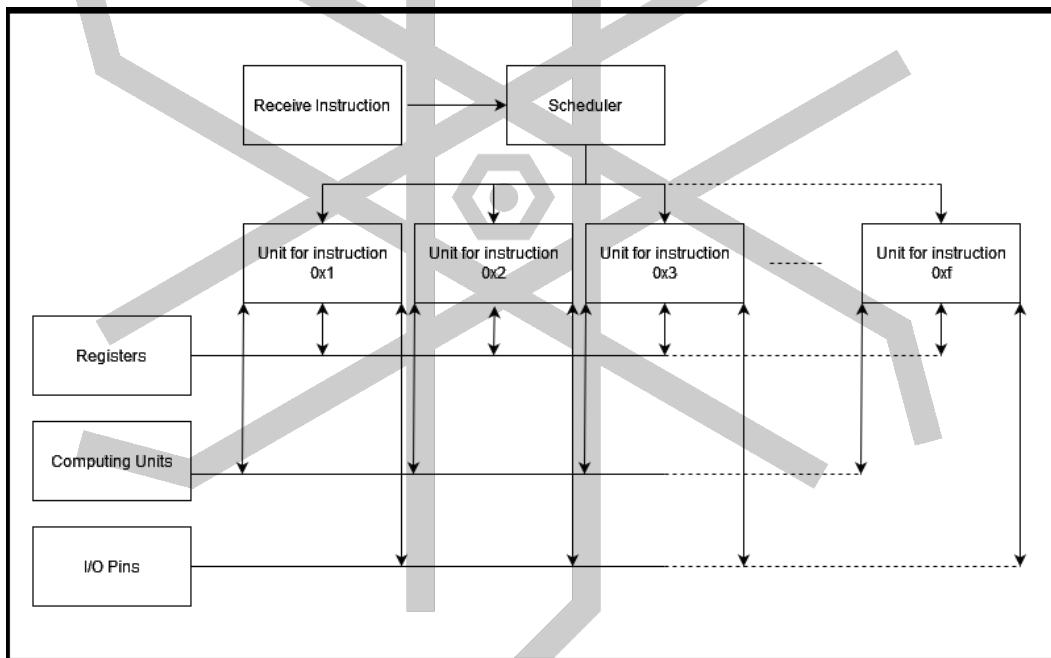 Receive Instruction
Scheduler
Unit for instruction
0x1
Unit for instruction
0x2
Unit for instruction
0x3
Unit for instruction
0xf
Registers
Computing Units
I/O Pins